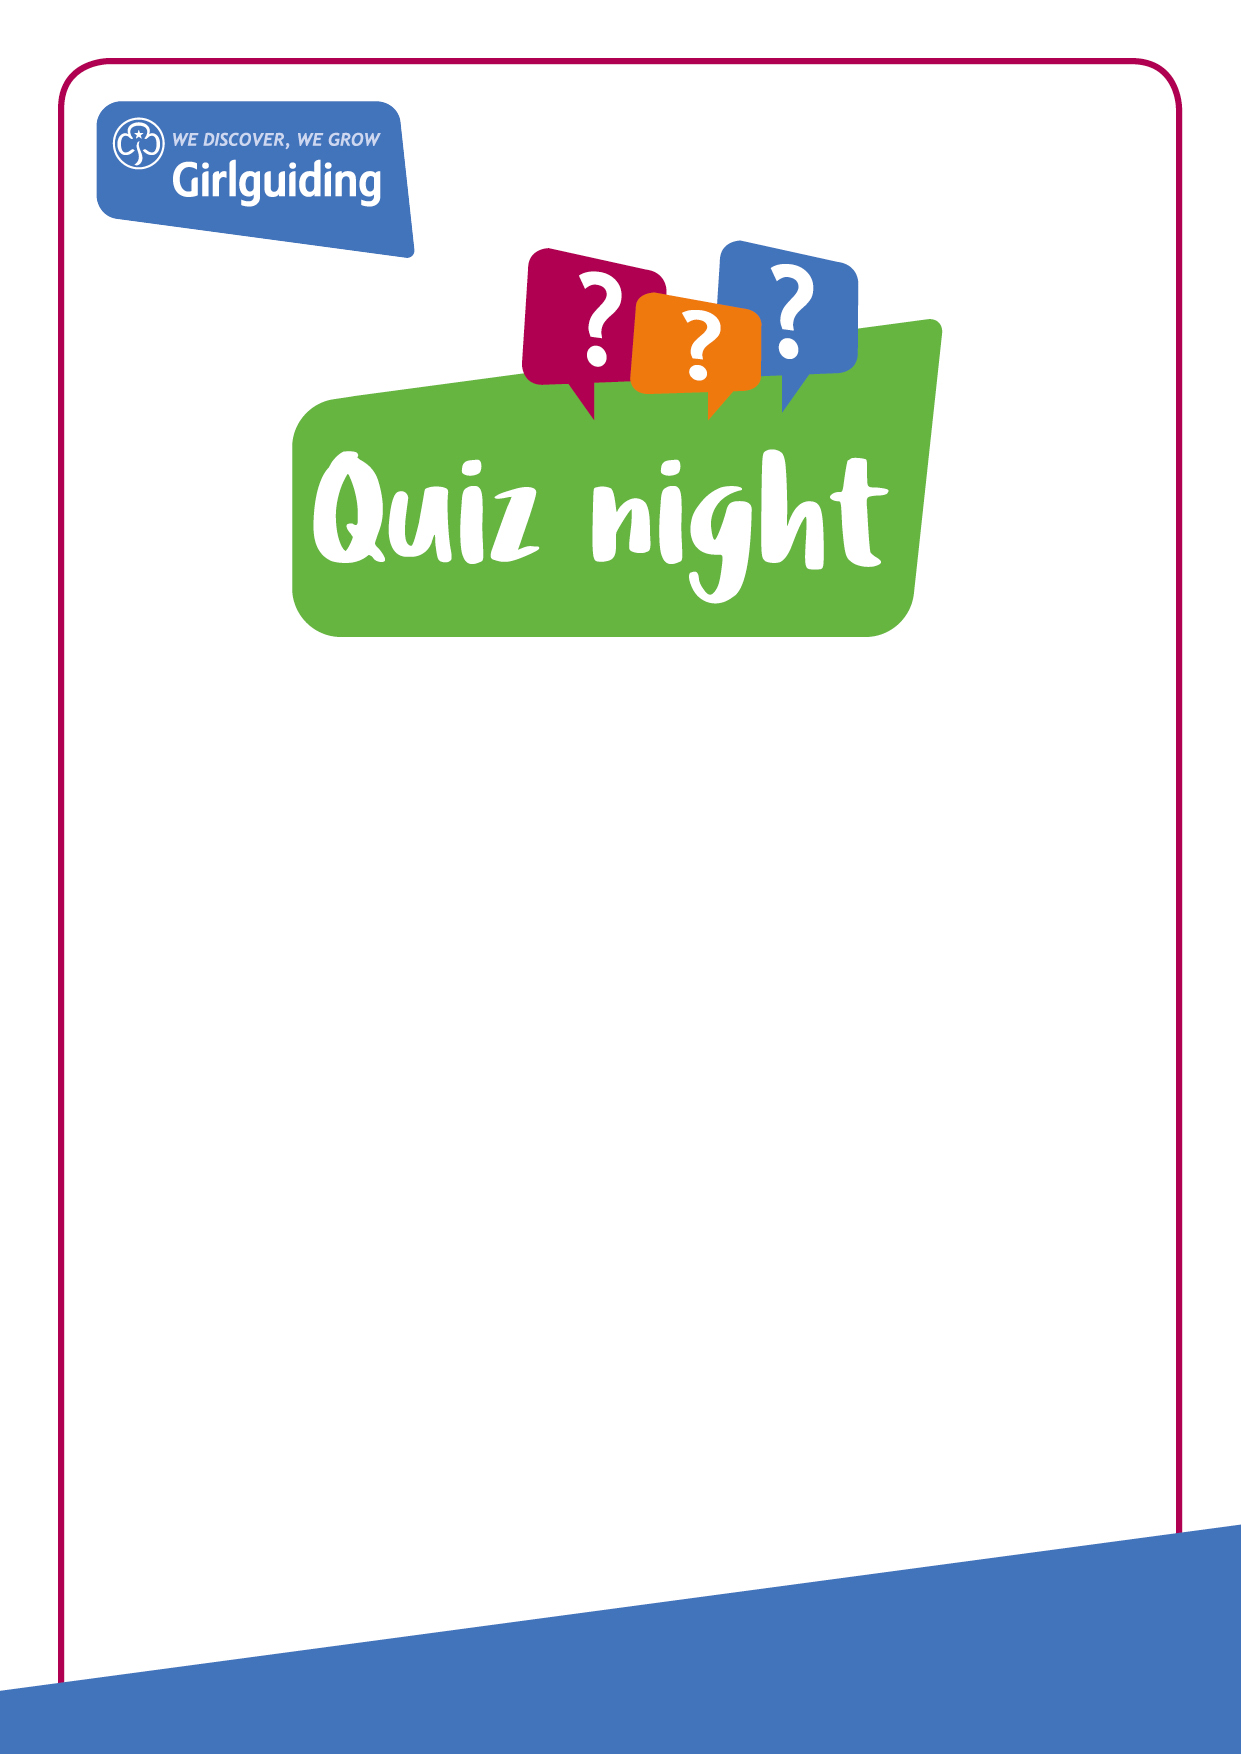 WE DISCOVER, WE GROW
Girlguiding
? ? ?
Quiz night